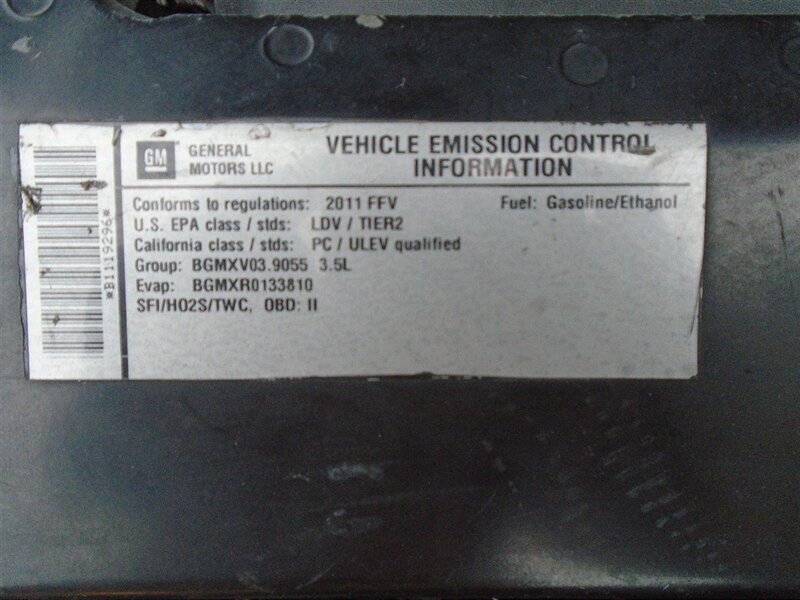 *B1119296*
GM
GENERAL
MOTORS LLC
VEHICLE EMISSION CONTROL
INFORMATION
Conforms to regulations: 2011 FFV Fuel: Gasoline/Ethanol
U.S. EPA class / stds: LDV / TIER2
California class / stds: PC / ULEV qualified
Group: BGMXV03.9055 3.5L
Evap: BGMXR0133810
SFI/HO2S/TWC, OBD: II